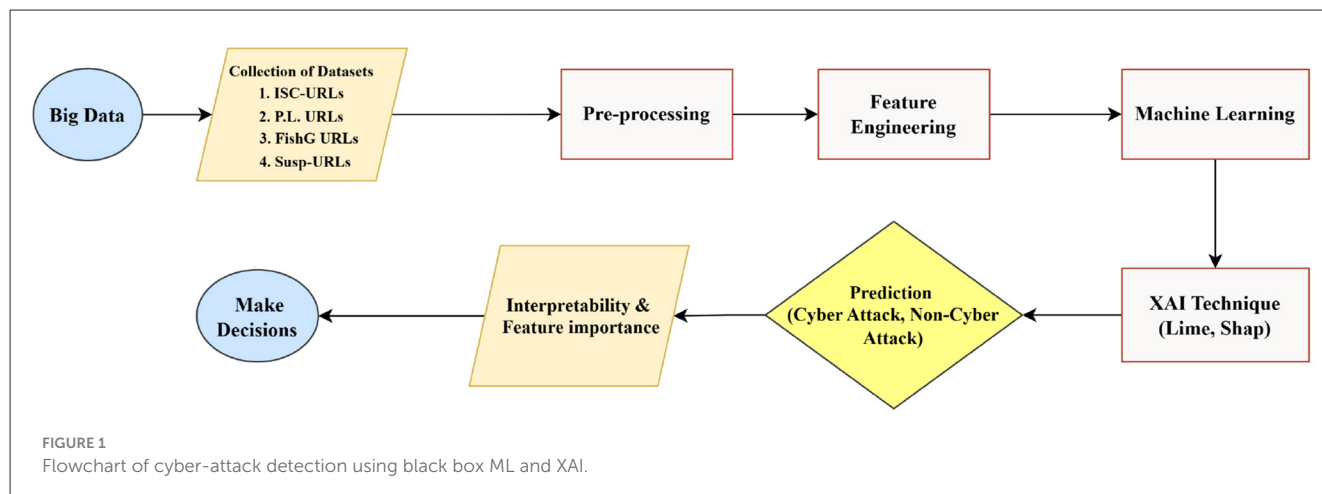 Big Data
Collection of Datasets
1. ISC-URLs
2. P.L. URLs
3. FishG URLs
4. Susp-URLs
Pre-processing
Feature
Engineering
Machine Learning
XAI Technique
(Lime, Shap)
Prediction
(Cyber Attack, Non-Cyber
Attack)
Interpretability &
Feature importance
Make
Decisions
FIGURE 1
Flowchart of cyber-attack detection using black box ML and XAI.